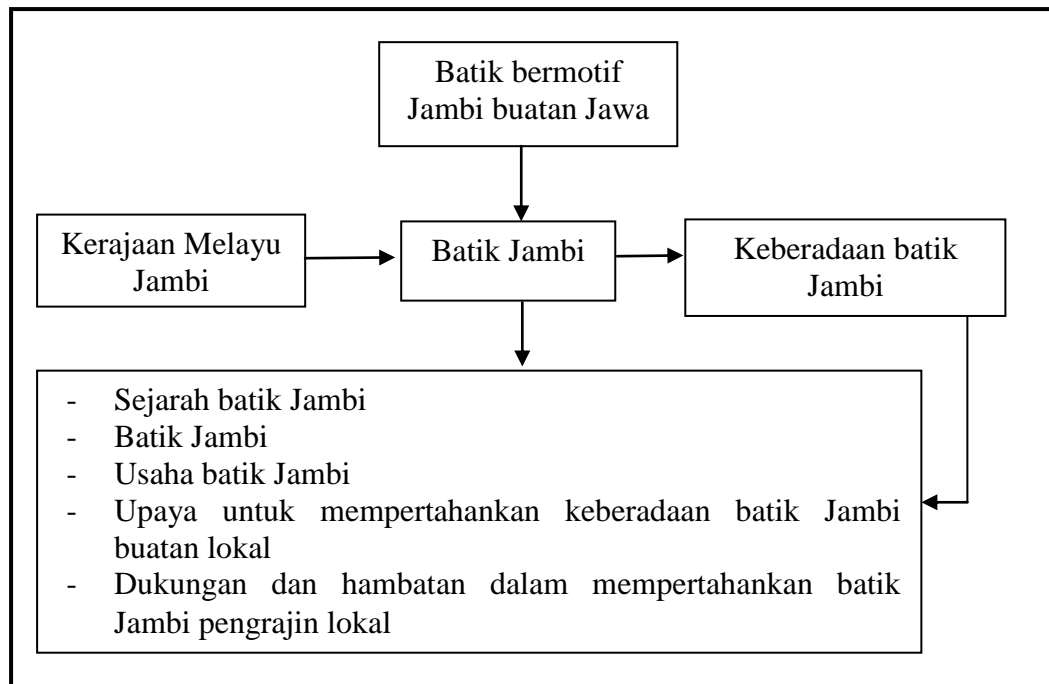 Batik bermotif
Jambi buatan Jawa
Kerajaan Melayu
Jambi
Batik Jambi
Keberadaan batik
Jambi
- Sejarah batik Jambi
- Batik Jambi
- Usaha batik Jambi
- Upaya untuk mempertahankan keberadaan batik Jambi
buatan lokal
- Dukungan dan hambatan dalam mempertahankan batik
Jambi pengrajin lokal